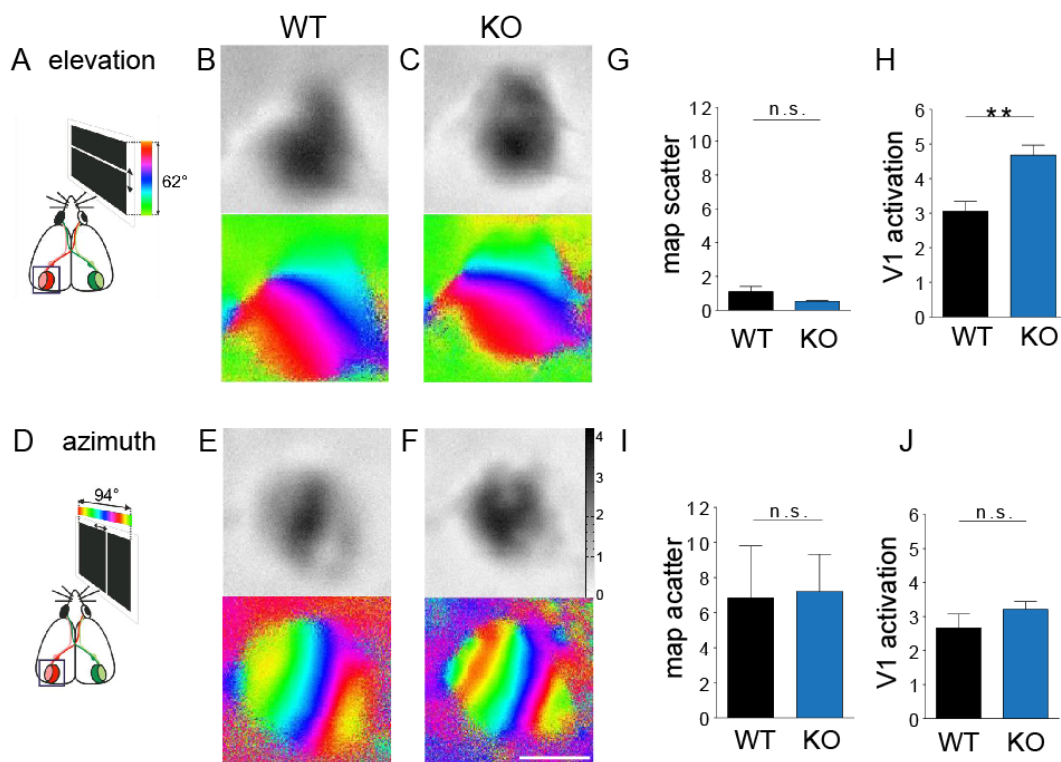 WT
KO
A elevation
B
C
G
H
62°
map scatter
12
10
8
6
4
2
0
n.s.
WT KO
V1 activation
6
5
4
3
2
1
0
**
WT KO
D azimuth
E
F
I
J
94°
4
3
2
1
0
map acatter
12
10
8
6
4
2
0
n.s.
WT KO
V1 activation
6
5
4
3
2
1
0
n.s.
WT KO